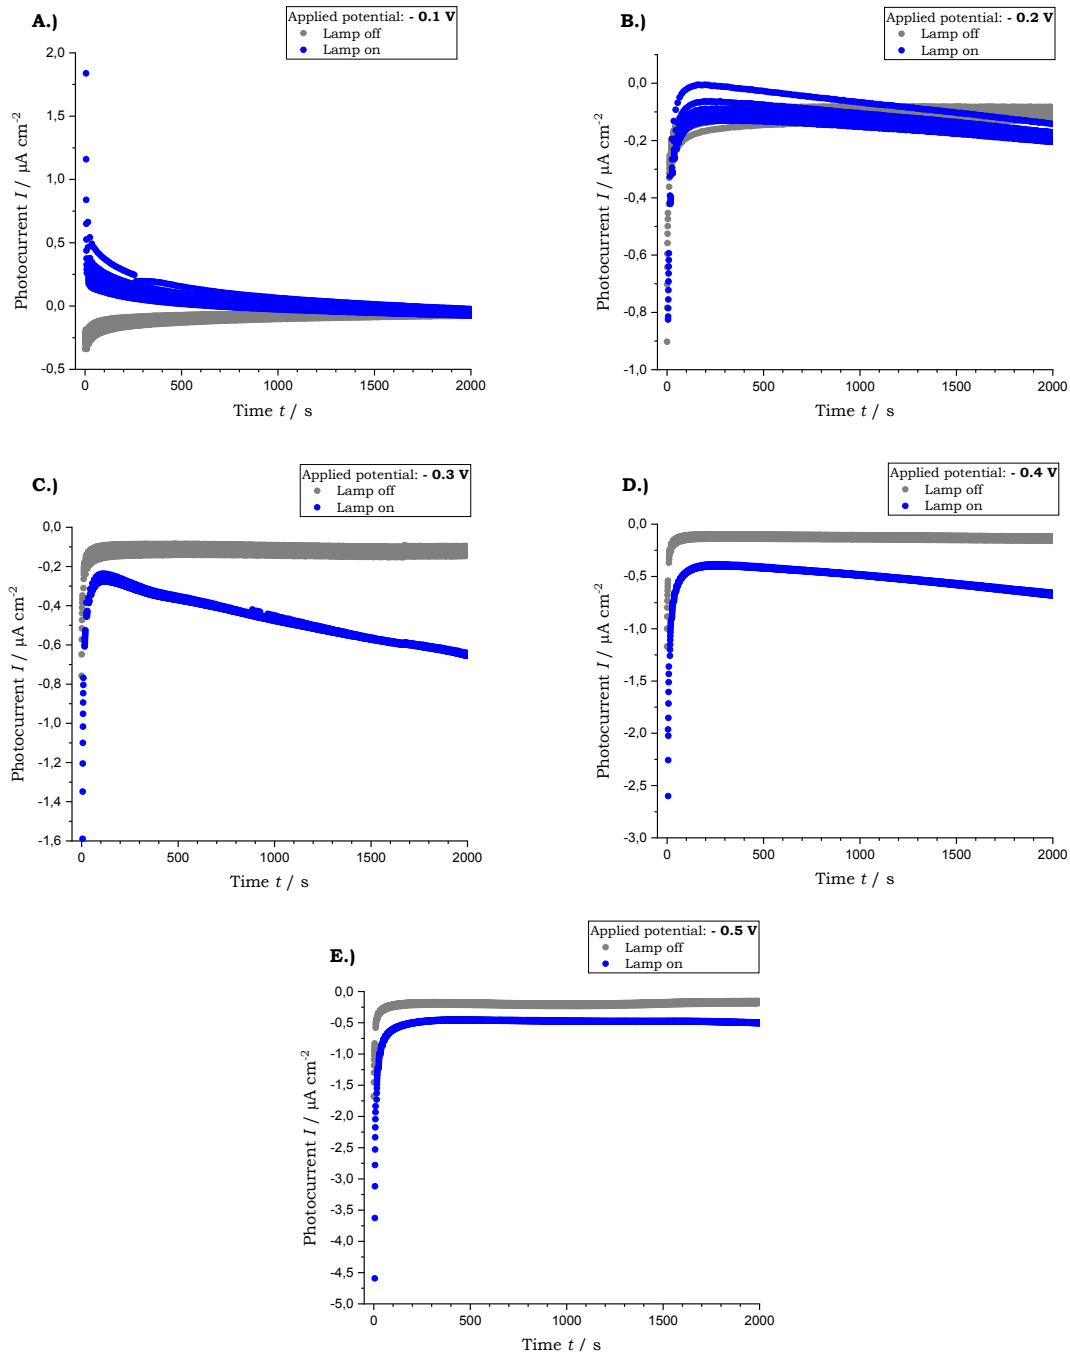 A.)
Applied potential: - 0.1 V
Lamp off
Lamp on
2,0
1,5
1,0
0,5
0,0
-0,5
Photocurrent I / µA cm-2
0 500 1000 1500 2000
Time t / s
B.)
Applied potential: - 0.2 V
Lamp off
Lamp on
0,0
-0,2
-0,4
-0,6
-0,8
-1,0
Photocurrent I / µA cm-2
0 500 1000 1500 2000
Time t / s
C.)
Applied potential: - 0.3 V
Lamp off
Lamp on
0,0
-0,2
-0,4
-0,6
-0,8
-1,0
-1,2
-1,4
-1,6
Photocurrent I / µA cm-2
0 500 1000 1500 2000
Time t / s
D.)
Applied potential: - 0.4 V
Lamp off
Lamp on
0,0
-0,5
-1,0
-1,5
-2,0
-2,5
-3,0
Photocurrent I / µA cm-2
0 500 1000 1500 2000
Time t / s
E.)
Applied potential: - 0.5 V
Lamp off
Lamp on
0,0
-0,5
-1,0
-1,5
-2,0
-2,5
-3,0
-3,5
-4,0
-4,5
-5,0
Photocurrent I / µA cm-2
0 500 1000 1500 2000
Time t / s